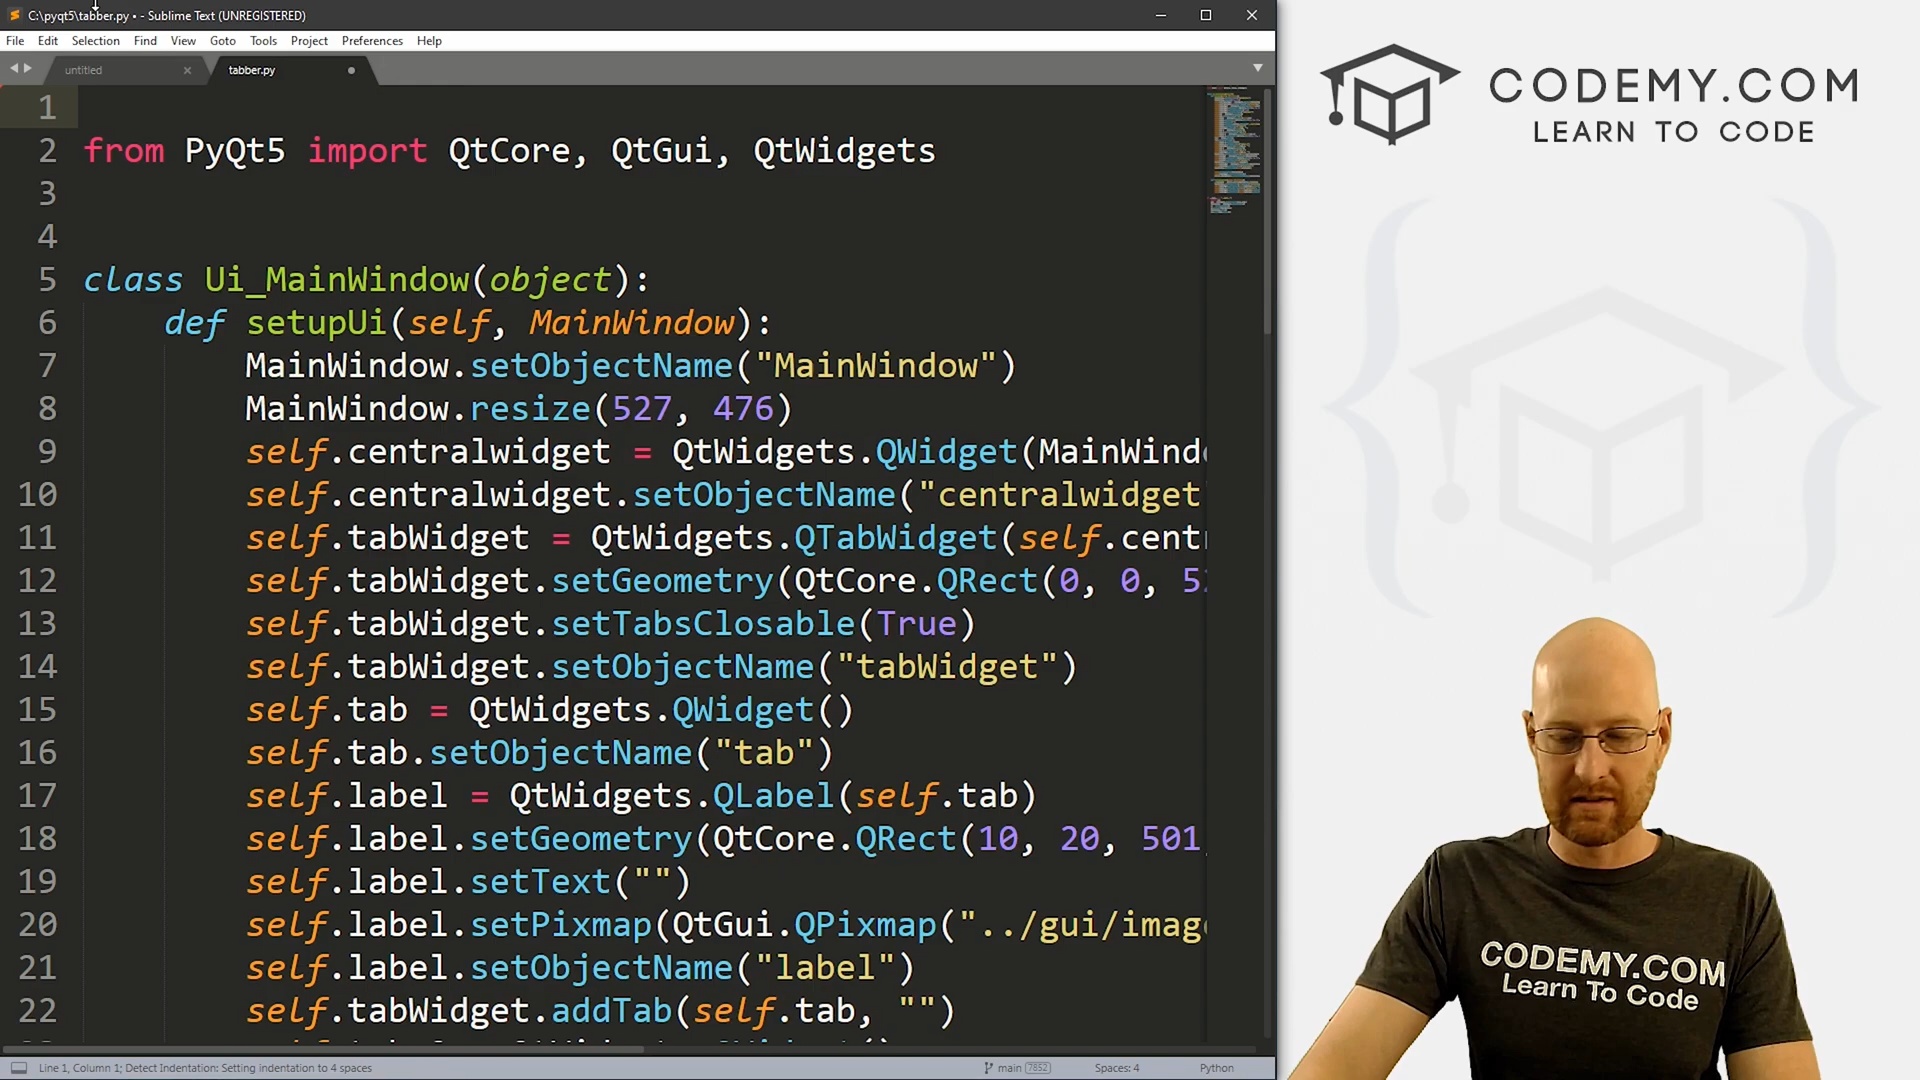 C:\pyqt5\tabber.py • - Sublime Text (UNREGISTERED)
File Edit Selection Find View Goto Tools Project Preferences Help
untitled
tabber.py
1
2 from PyQt5 import QtCore, QtGui, QtWidgets
3
4
5 class Ui_MainWindow(object):
6 def setupUi(self, MainWindow):
7 MainWindow.setObjectName("MainWindow")
8 MainWindow.resize(527, 476)
9 self.centralwidget = QtWidgets.QWidget(MainWind
10 self.centralwidget.setObjectName("centralwidget
11 self.tabWidget = QtWidgets.QTabWidget(self.cent
12 self.tabWidget.setGeometry(QtCore.QRect(0, 0, 5
13 self.tabWidget.setTabsClosable(True)
14 self.tabWidget.setObjectName("tabWidget")
15 self.tab = QtWidgets.QWidget()
16 self.tab.setObjectName("tab")
17 self.label = QtWidgets.QLabel(self.tab)
18 self.label.setGeometry(QtCore.QRect(10, 20, 501,
19 self.label.setText("")
20 self.label.setPixmap(QtGui.QPixmap("../gui/imag
21 self.label.setObjectName("label")
22 self.tabWidget.addTab(self.tab, "")
Line 1, Column 1; Detect Indentation: Setting indentation to 4 spaces
main 7852
Spaces: 4
Python
CODEMY.COM
LEARN TO CODE
CODEMY.COM
Learn To Code